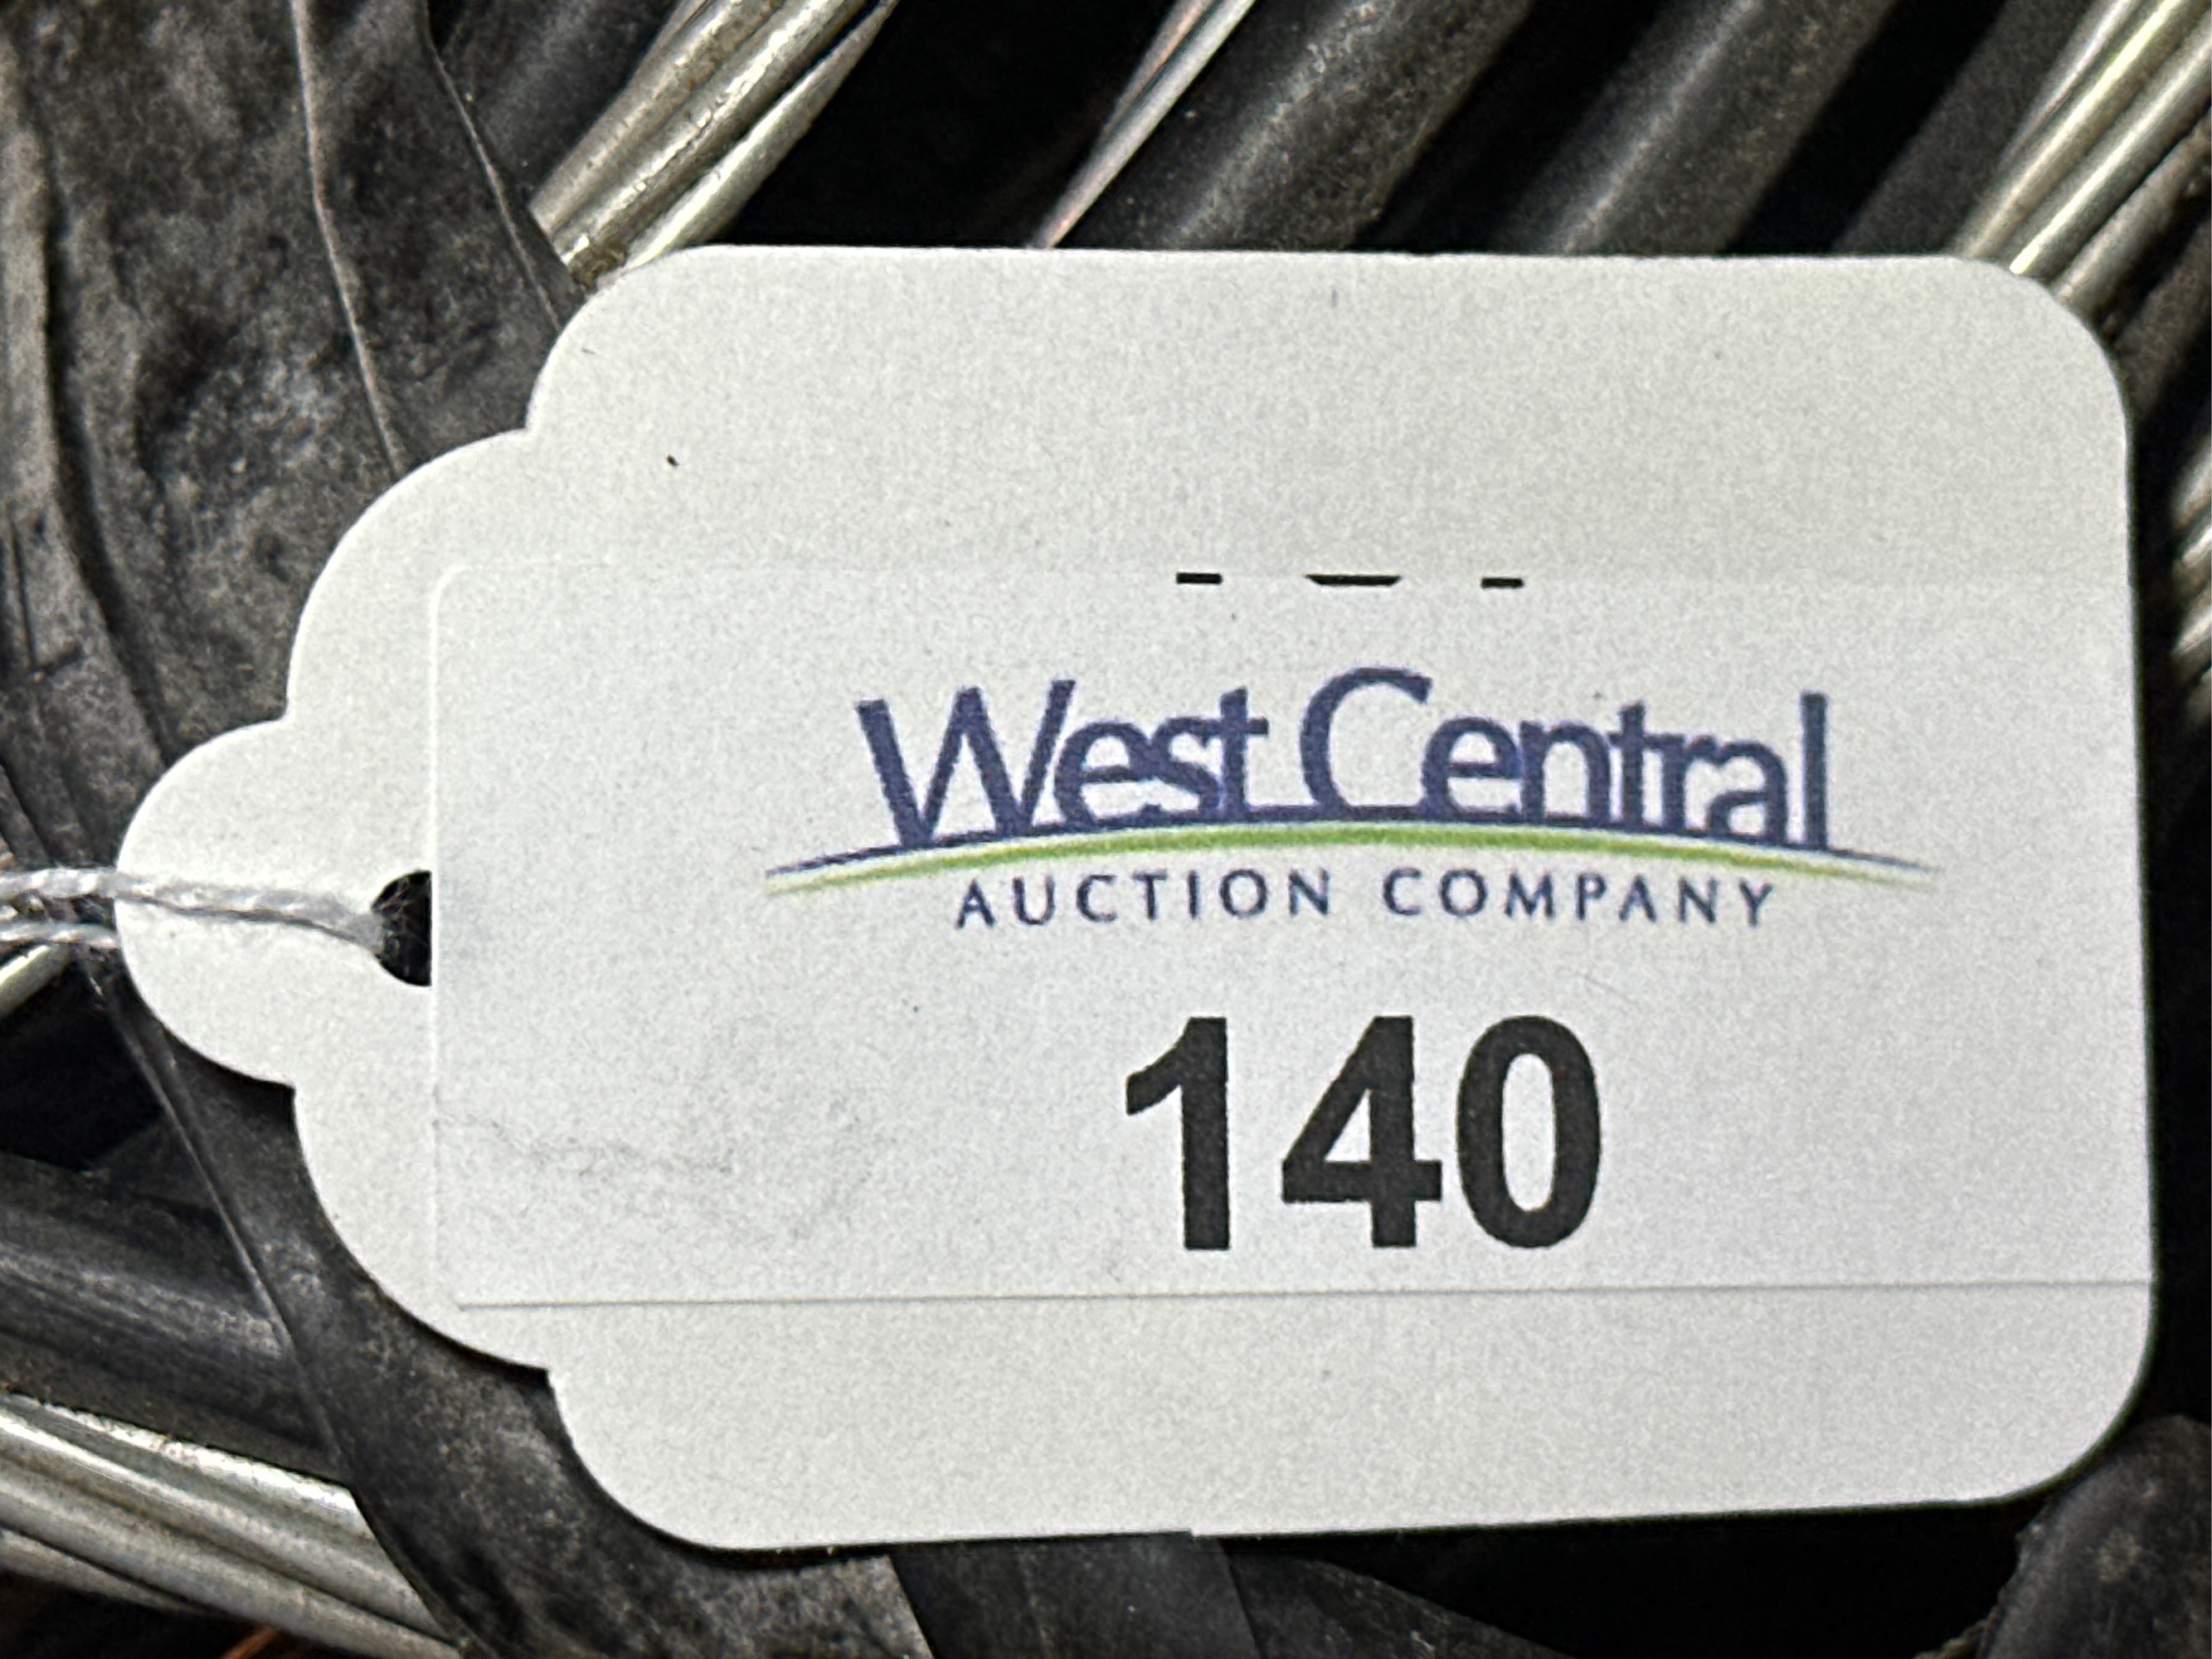 West Central
AUCTION COMPANY
140